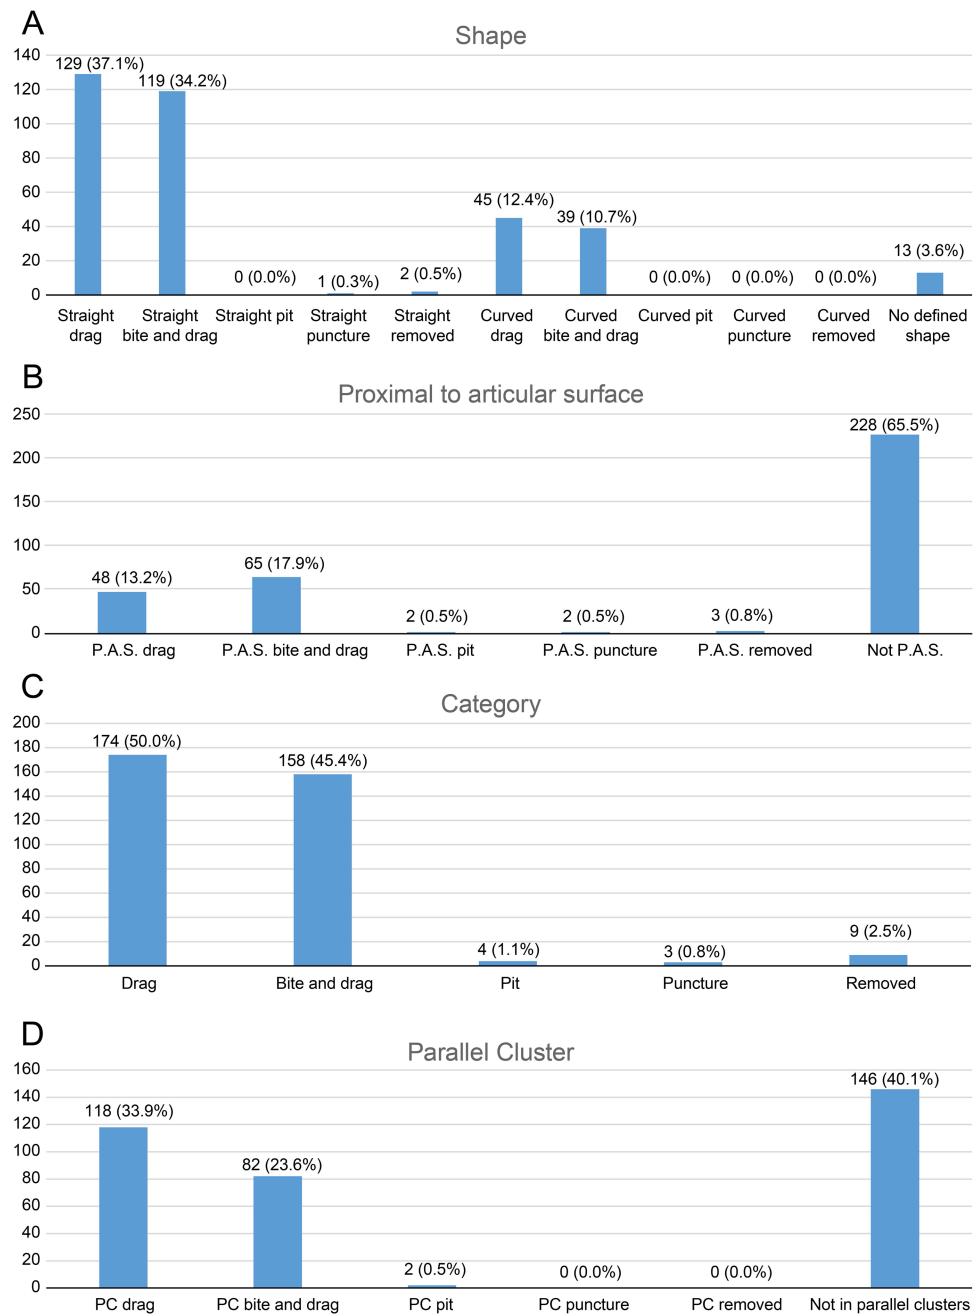 A
Shape
140
120
100
80
60
40
20
0
129 (37.1%)
119 (34.2%)
0 (0.0%)
1 (0.3%)
2 (0.5%)
45 (12.4%)
39 (10.7%)
0 (0.0%)
0 (0.0%)
0 (0.0%)
13 (3.6%)
Straight drag
Straight bite and drag
Straight pit
Straight puncture
Straight removed
Curved drag
Curved bite and drag
Curved pit
Curved puncture
Curved removed
No defined shape
B
Proximal to articular surface
250
200
150
100
50
0
48 (13.2%)
65 (17.9%)
2 (0.5%)
2 (0.5%)
3 (0.8%)
228 (65.5%)
P.A.S. drag
P.A.S. bite and drag
P.A.S. pit
P.A.S. puncture
P.A.S. removed
Not P.A.S.
C
Category
200
180
160
140
120
100
80
60
40
20
0
174 (50.0%)
158 (45.4%)
4 (1.1%)
3 (0.8%)
9 (2.5%)
Drag
Bite and drag
Pit
Puncture
Removed
D
Parallel Cluster
160
140
120
100
80
60
40
20
0
118 (33.9%)
82 (23.6%)
2 (0.5%)
0 (0.0%)
0 (0.0%)
146 (40.1%)
PC drag
PC bite and drag
PC pit
PC puncture
PC removed
Not in parallel clusters